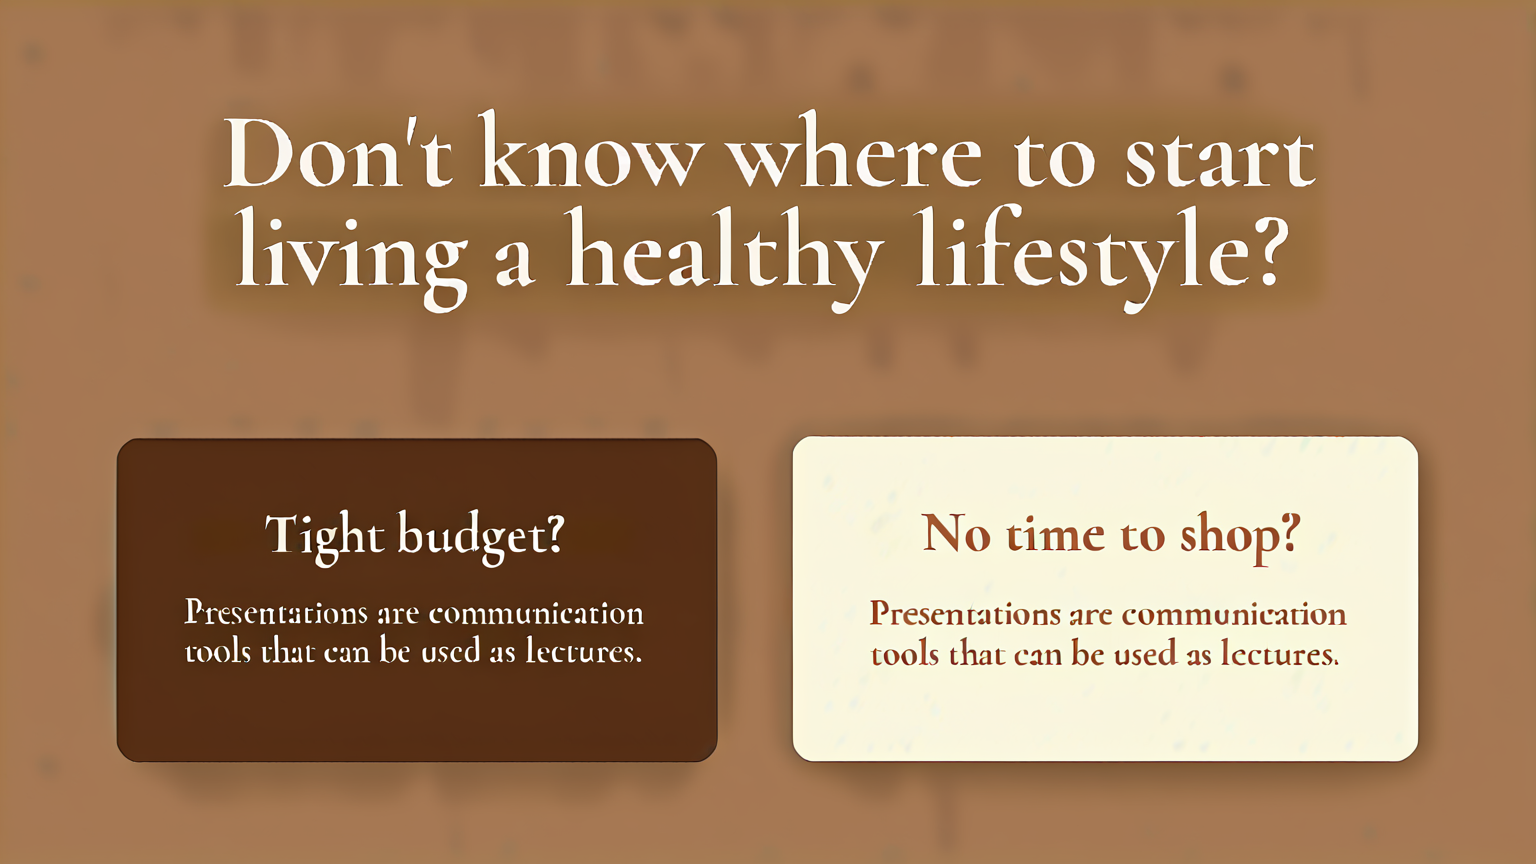 Don't know where to start
living a healthy lifestyle?
Tight budget?
Presentations are communication
tools that can be used as lectures.
No time to shop?
Presentations are communication
tools that can be used as lectures.